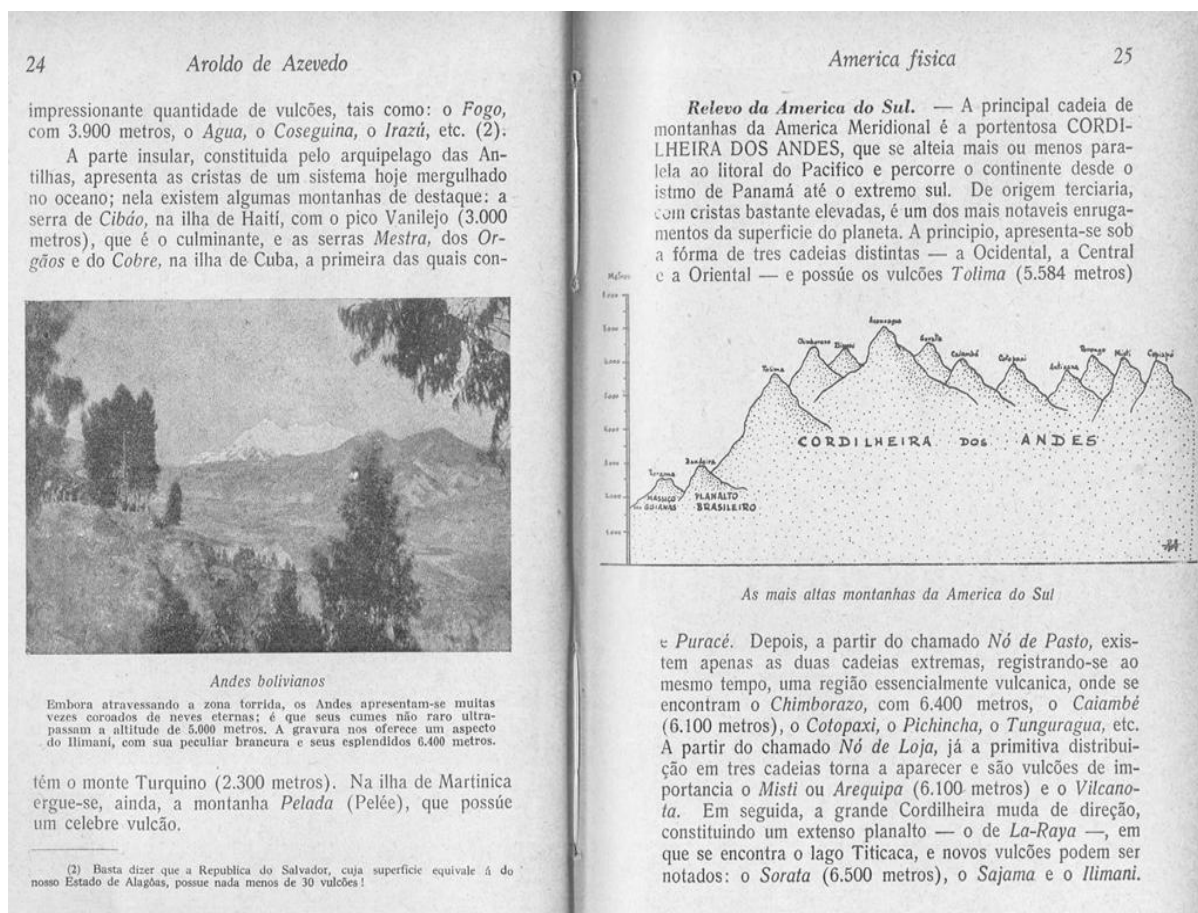 24
Aroldo de Azevedo
impressionante quantidade de vulcões, tais como: o Fogo,
com 3.900 metros, o Agua, o Coseguina, o Irazú, etc. (2).
A parte insular, constituida pelo arquipelago das An-
tilhas, apresenta as cristas de um sistema hoje mergulhado
no oceano; nela existem algumas montanhas de destaque: a
serra de Cibáo, na ilha de Haití, com o pico Vanilejo (3.000
metros), que é o culminante, e as serras Mestra, dos Or-
gãos e do Cobre, na ilha de Cuba, a primeira das quais con-
Andes bolivianos
Embora atravessando a zona torrida, os Andes apresentam-se muitas
vezes coroados de neves eternas; é que seus cumes não raro ultra-
passam a altitude de 5.000 metros. A gravura nos oferece um aspecto
do Ilimaní, com sua peculiar brancura e seus esplendidos 6.400 metros.
tém o monte Turquino (2.300 metros). Na ilha de Martinica
ergue-se, ainda, a montanha Pelada (Pelée), que possúe
um celebre vulcão.
(2) Basta dizer que a Republica do Salvador, cuja superficie equivale á do
nosso Estado de Alagôas, possue nada menos de 30 vulcões!
America fisica
25
Relevo da America do Sul. — A principal cadeia de
montanhas da America Meridional é a portentosa CORDI-
LHEIRA DOS ANDES, que se alteia mais ou menos para-
lela ao litoral do Pacifico e percorre o continente desde o
istmo de Panamá até o extremo sul. De origem terciaria,
com cristas bastante elevadas, é um dos mais notaveis enruga-
mentos da superficie do planeta. A principio, apresenta-se sob
a fórma de tres cadeias distintas — a Ocidental, a Central
e a Oriental — e possúe os vulcões Tolima (5.584 metros)
Metros
Aconcagua
Chimborazo
Sorata
Caiambé
Cotopaxi
Antisana
Misti
Copiapó
Tolima
CORDILHEIRA DOS ANDES
Bandeira
MASSIÇO PLANALTO
DAS GOIANAS BRASILEIRO
As mais altas montanhas da America do Sul
e Puracé. Depois, a partir do chamado Nó de Pasto, exis-
tem apenas as duas cadeias extremas, registrando-se ao
mesmo tempo, uma região essencialmente vulcanica, onde se
encontram o Chimborazo, com 6.400 metros, o Caiambé
(6.100 metros), o Cotopaxi, o Pichincha, o Tunguragua, etc.
A partir do chamado Nó de Loja, já a primitiva distribui-
ção em tres cadeias torna a aparecer e são vulcões de im-
portancia o Misti ou Arequipa (6.100 metros) e o Vilcano-
ta. Em seguida, a grande Cordilheira muda de direção,
constituindo um extenso planalto — o de La-Raya —, em
que se encontra o lago Titicaca, e novos vulcões podem ser
notados: o Sorata (6.500 metros), o Sajama e o Ilimani.